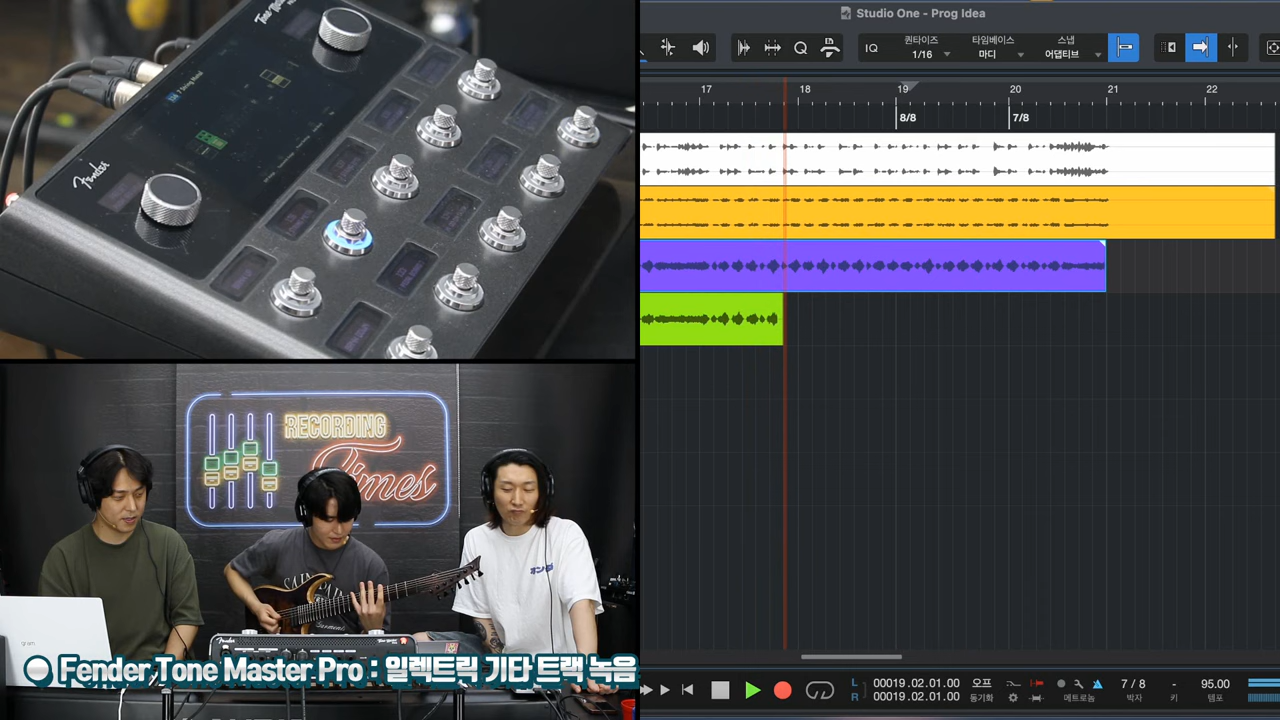 Fender
RECORDING
Times
gram
Fender Tone Master Pro : 일렉트릭 기타 트랙 녹음
Studio One - Prog Idea
IQ
퀀타이즈
1/16
타임베이스
마디
스냅
어댑티브
17 18 19 20 21 22
8/8 7/8
L 00019.02.01.00
R 00019.02.01.00
오프
동기화
메트로놈
7 / 8
박자
키
95.00
템포